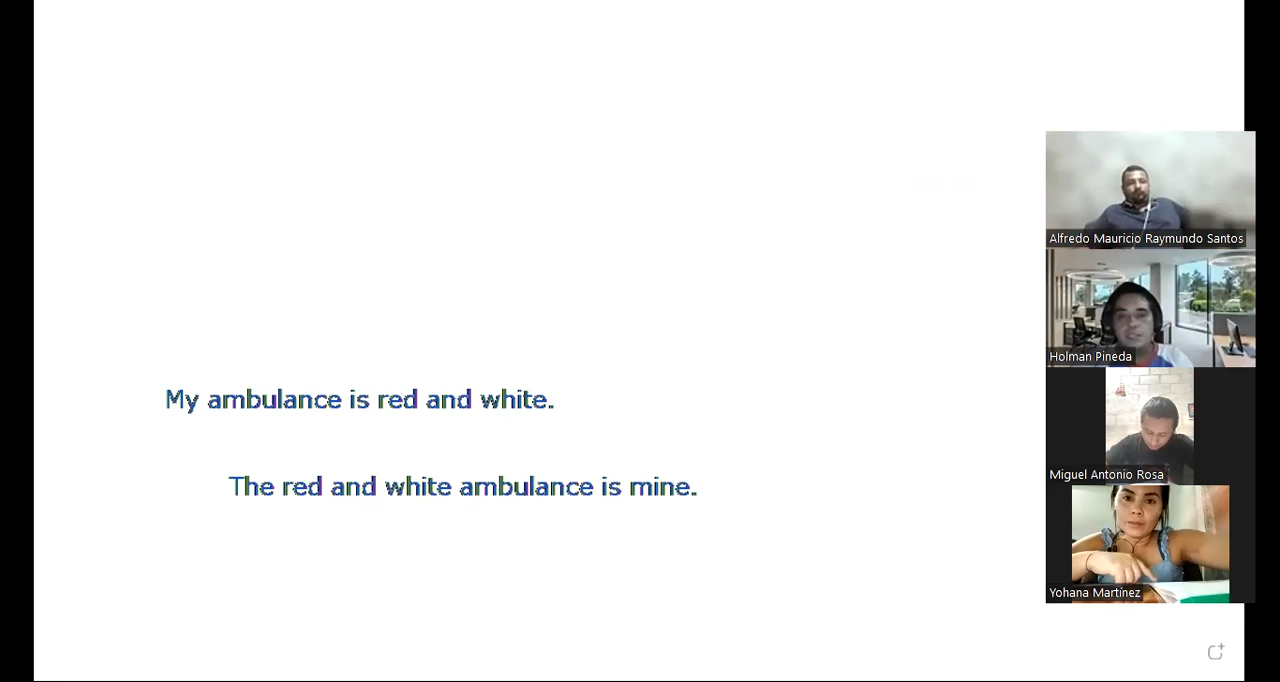 My ambulance is red and white.
The red and white ambulance is mine.
Alfredo Mauricio Raymundo Santos
Holman Pineda
Miguel Antonio Rosa
Yohana Martínez